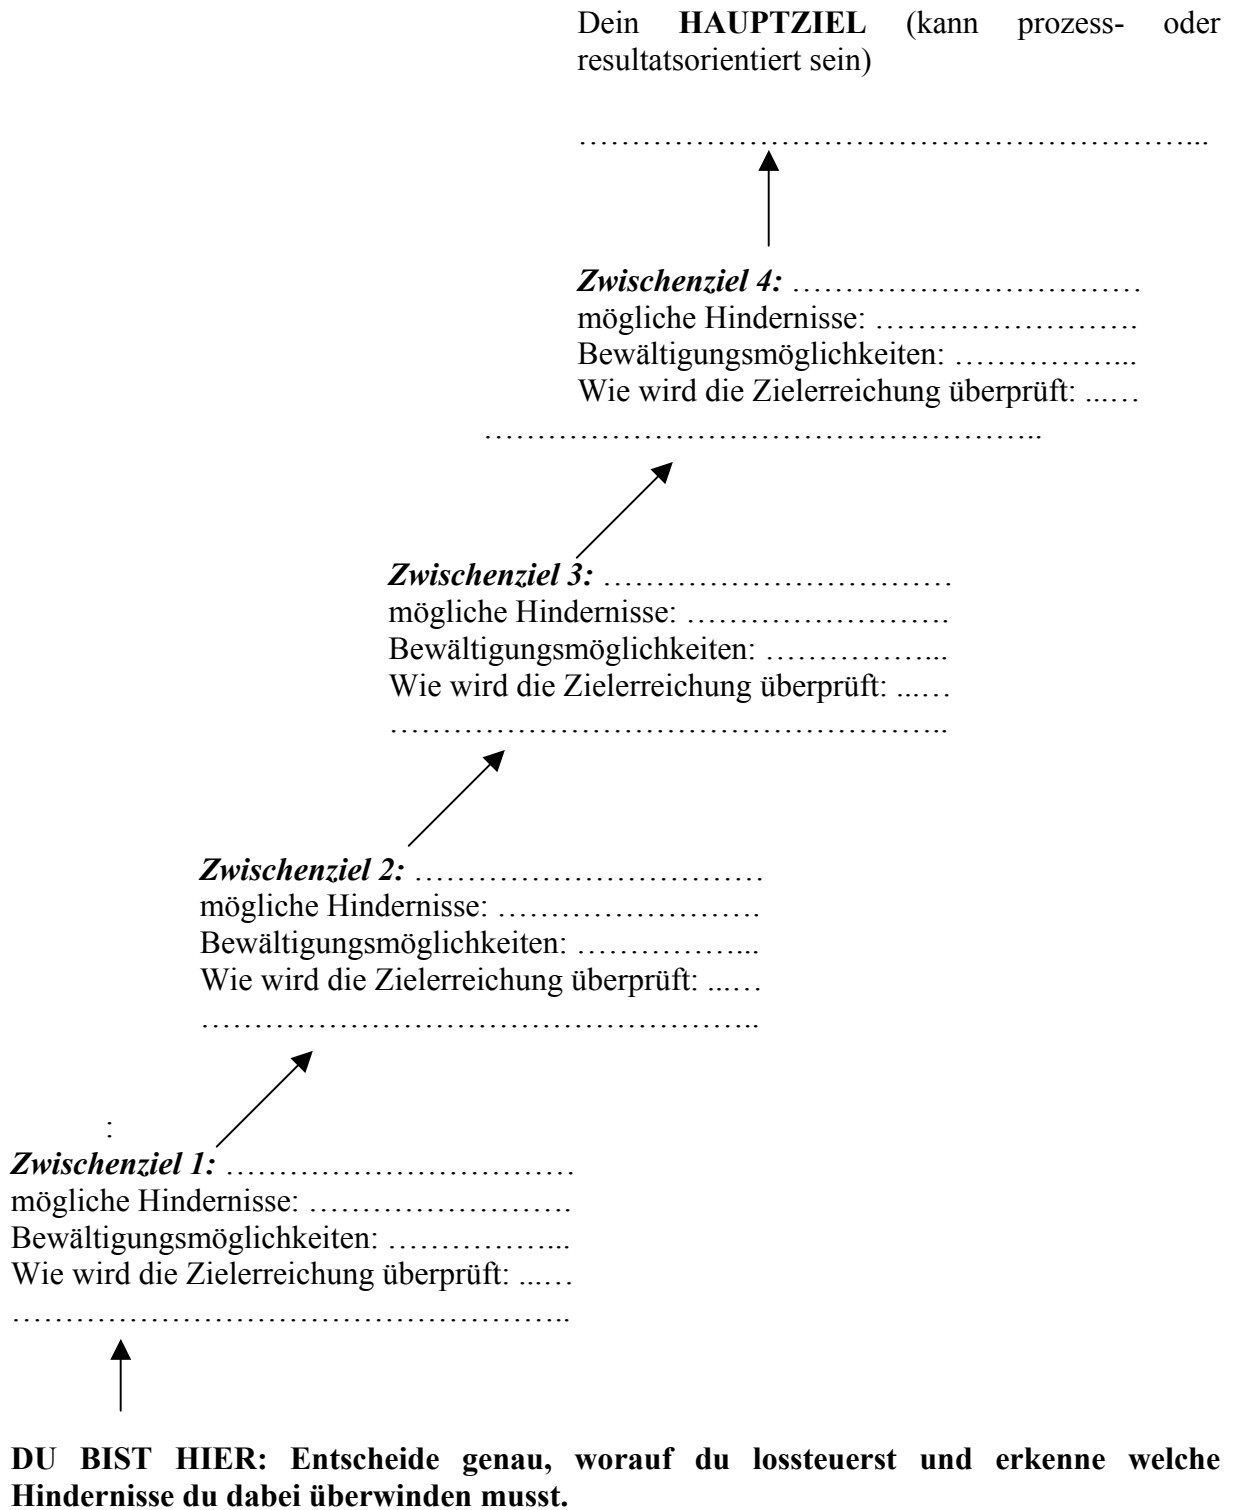 Dein HAUPTZIEL (kann prozess- oder
resultatsorientiert sein)
…………………………………………………...
Zwischenziel 4: ……………………………
mögliche Hindernisse: …………………….
Bewältigungsmöglichkeiten: ……………...
Wie wird die Zielerreichung überprüft: ...…
……………………………………………..
Zwischenziel 3: ……………………………
mögliche Hindernisse: …………………….
Bewältigungsmöglichkeiten: ……………...
Wie wird die Zielerreichung überprüft: ...…
……………………………………………..
Zwischenziel 2: ……………………………
mögliche Hindernisse: …………………….
Bewältigungsmöglichkeiten: ……………...
Wie wird die Zielerreichung überprüft: ...…
……………………………………………..
:
Zwischenziel 1: ……………………………
mögliche Hindernisse: …………………….
Bewältigungsmöglichkeiten: ……………...
Wie wird die Zielerreichung überprüft: ...…
……………………………………………..
DU BIST HIER: Entscheide genau, worauf du lossteuerst und erkenne welche
Hindernisse du dabei überwinden musst.